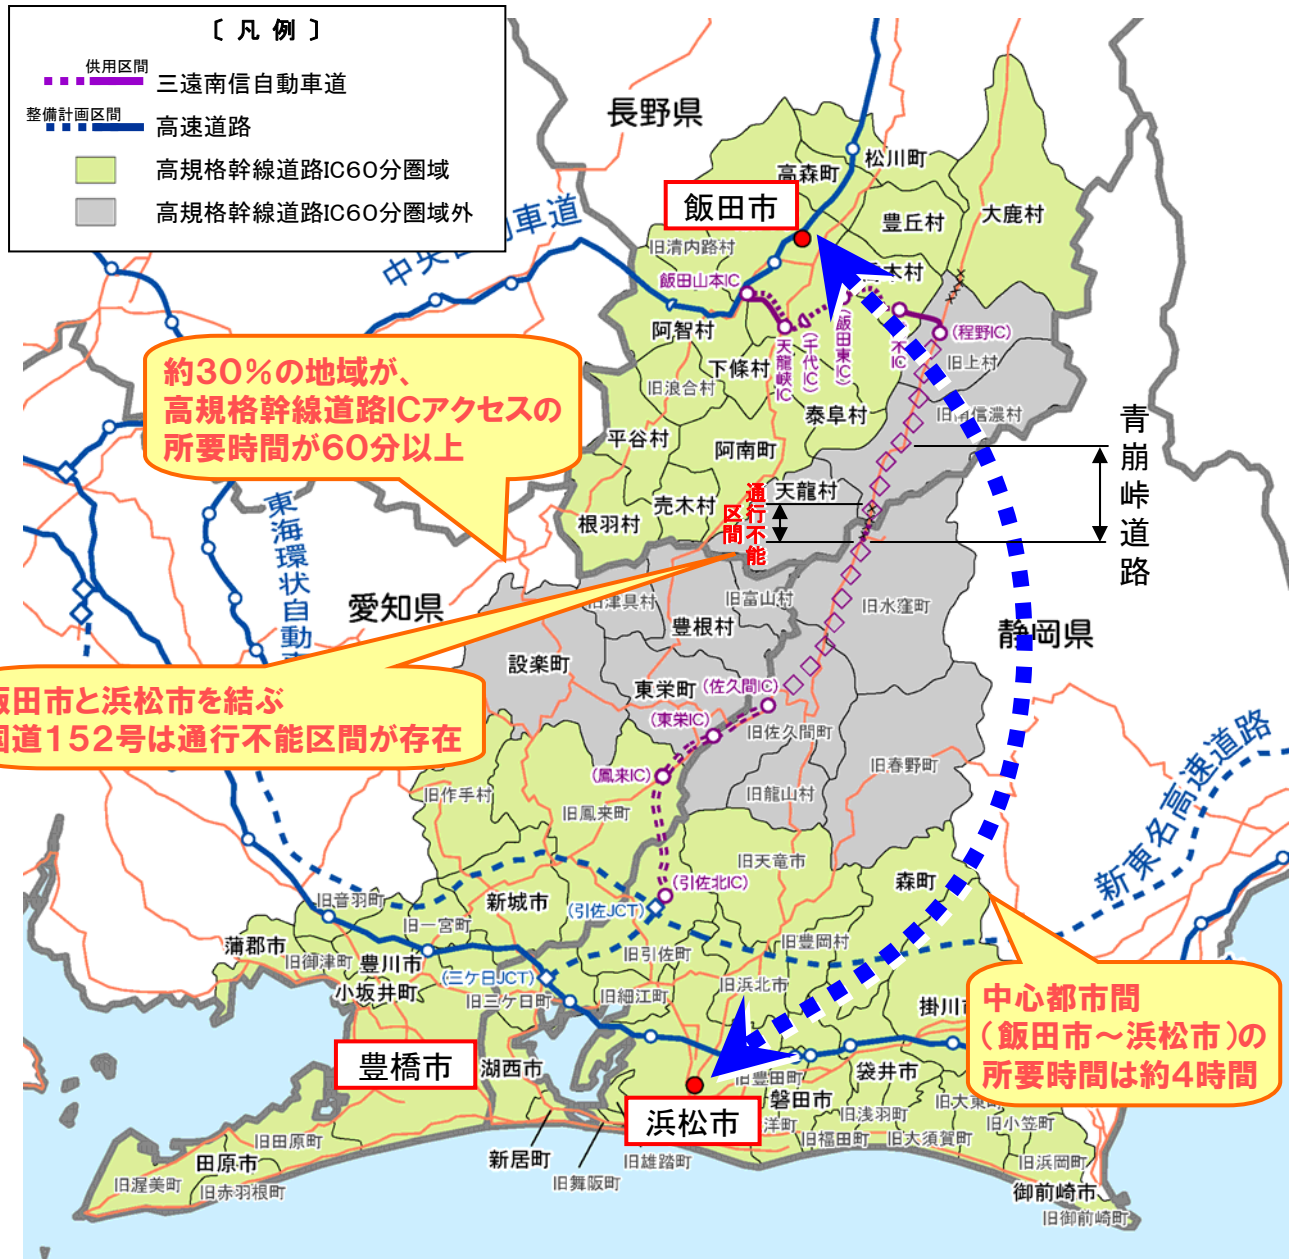 〔 凡 例 〕
供用区間
三遠南信自動車道
整備計画区間
高速道路
高規格幹線道路IC60分圏域
高規格幹線道路IC60分圏域外
長野県
松川町
高森町
飯田市
豊丘村
大鹿村
中央自動車道
旧清内路村
喬木村
飯田山本IC
(程野IC)
阿智村
天龍峡IC
(千代IC)
(飯田東IC)
下條村
旧上村
旧浪合村
約30%の地域が、
高規格幹線道路ICアクセスの
所要時間が60分以上
泰阜村
旧南信濃村
平谷村
阿南町
青崩峠道路
天龍村
売木村
通行不能
区間
根羽村
東海環状自動車
愛知県
旧津具村
旧富山村
旧水窪町
豊根村
静岡県
設楽町
東栄町
(佐久間IC)
飯田市と浜松市を結ぶ
国道152号は通行不能区間が存在
(東栄IC)
旧佐久間町
(鳳来IC)
旧春野町
旧作手村
旧鳳来町
旧龍山村
新東名高速道路
旧天竜市
(引佐北IC)
森町
旧音羽町
新城市
(引佐JCT)
旧一宮町
蒲郡市
旧御津町
豊川市
旧引佐町
旧豊岡村
(三ケ日JCT)
小坂井町
旧三ケ日町
旧細江町
旧浜北市
掛川市
中心都市間
(飯田市～浜松市)の
所要時間は約4時間
豊橋市
湖西市
旧豊田町
袋井市
磐田市
浜松市
旧浅羽町
旧大東町
旧小笠町
洋町
旧福田町
旧大須賀町
旧田原町
田原市
新居町
旧雄踏町
旧浜岡町
旧渥美町
旧赤羽根町
旧舞阪町
御前崎市
旧御前崎町